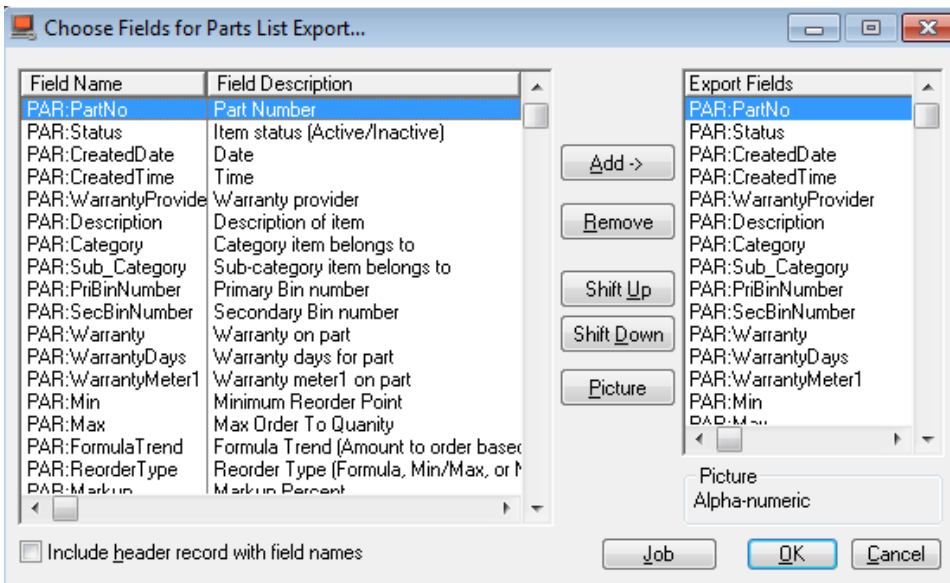 Choose Fields for Parts List Export...
Field Name Field Description
PAR:PartNo Part Number
PAR:Status Item status (Active/Inactive)
PAR:CreatedDate Date
PAR:CreatedTime Time
PAR:WarrantyProvide Warranty provider
PAR:Description Description of item
PAR:Category Category item belongs to
PAR:Sub_Category Sub-category item belongs to
PAR:PriBinNumber Primary Bin number
PAR:SecBinNumber Secondary Bin number
PAR:Warranty Warranty on part
PAR:WarrantyDays Warranty days for part
PAR:WarrantyMeter1 Warranty meter1 on part
PAR:Min Minimum Reorder Point
PAR:Max Max Order To Quanity
PAR:FormulaTrend Formula Trend (Amount to order based
PAR:ReorderType Reorder Type (Formula, Min/Max, or N
PAR:Markup Markup Percent
Include header record with field names
Add ->
Remove
Shift Up
Shift Down
Picture
Export Fields
PAR:PartNo
PAR:Status
PAR:CreatedDate
PAR:CreatedTime
PAR:WarrantyProvider
PAR:Description
PAR:Category
PAR:Sub_Category
PAR:PriBinNumber
PAR:SecBinNumber
PAR:Warranty
PAR:WarrantyDays
PAR:WarrantyMeter1
PAR:Min
PAR:Max
Picture
Alpha-numeric
Job OK Cancel